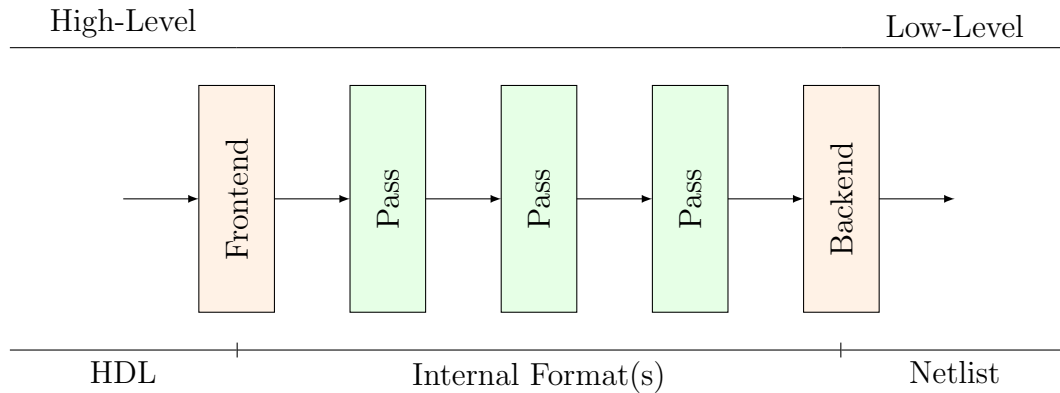 High-Level
Low-Level
Frontend
Pass
Pass
Pass
Backend
HDL
Internal Format(s)
Netlist